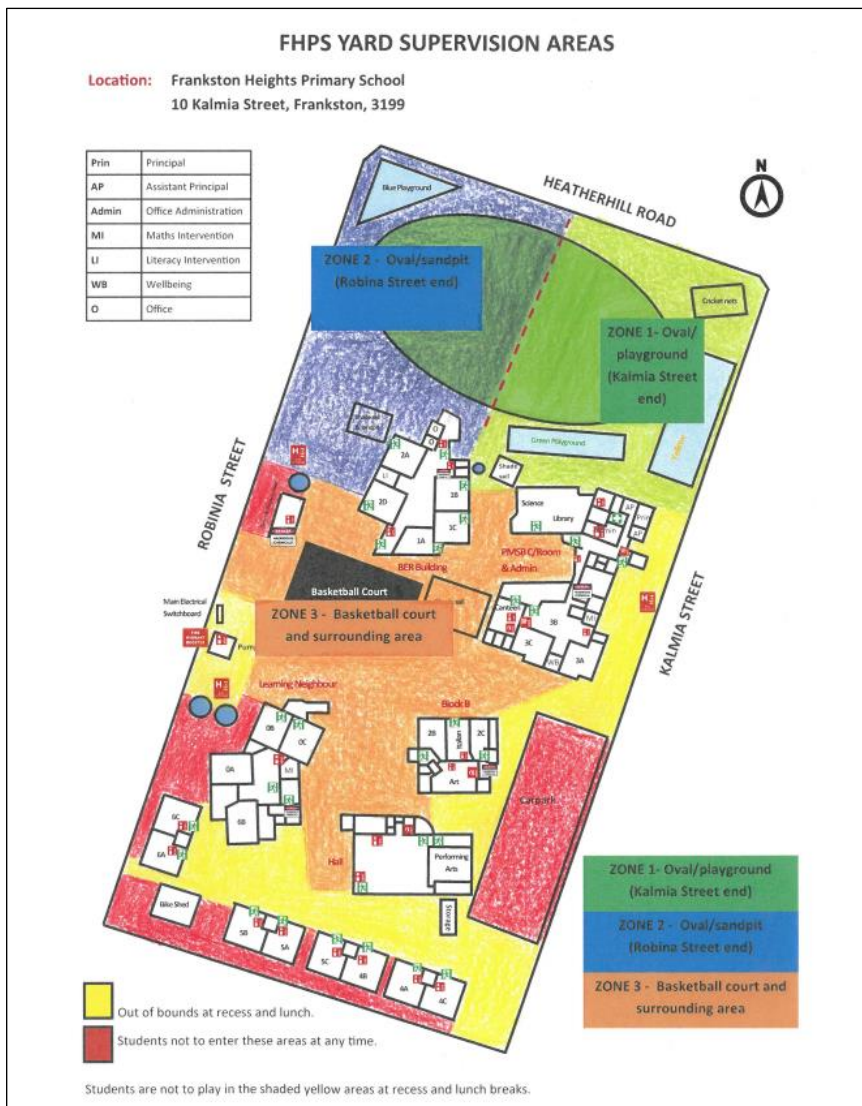 FHPS YARD SUPERVISION AREAS
Location: Frankston Heights Primary School
10 Kalmia Street, Frankston, 3199
Prin Principal
AP Assistant Principal
Admin Office Administration
MI Maths Intervention
LI Literacy Intervention
WB Wellbeing
O Office
N
HEATHERHILL ROAD
Blue Playground
ZONE 2 - Oval/sandpit
(Robina Street end)
Cricket nets
ZONE 1- Oval/
playground
(Kalmia Street
end)
Green Playground
ROBINIA STREET
O
O
2A
LI
2D
2B
1C
1A
Shade
sail
Science
Library
AP
Prin
AP
BER Building
PMSB C/Room
& Admin
KALMIA STREET
Basketball Court
Main Electrical
Switchboard
ZONE 3 - Basketball court
and surrounding area
Canteen
3B
MI
3C
WB
3A
Pump
Learning Neighbour
Block B
0B
0C
0A
MI
6B
2B
2C
Art
Carpark
6C
6A
Hall
Performing
Arts
Storage
Bike Shed
5B
5A
5C
4B
4A
4C
ZONE 1- Oval/playground
(Kalmia Street end)
ZONE 2 - Oval/sandpit
(Robina Street end)
ZONE 3 - Basketball court and
surrounding area
Out of bounds at recess and lunch.
Students not to enter these areas at any time.
Students are not to play in the shaded yellow areas at recess and lunch breaks.